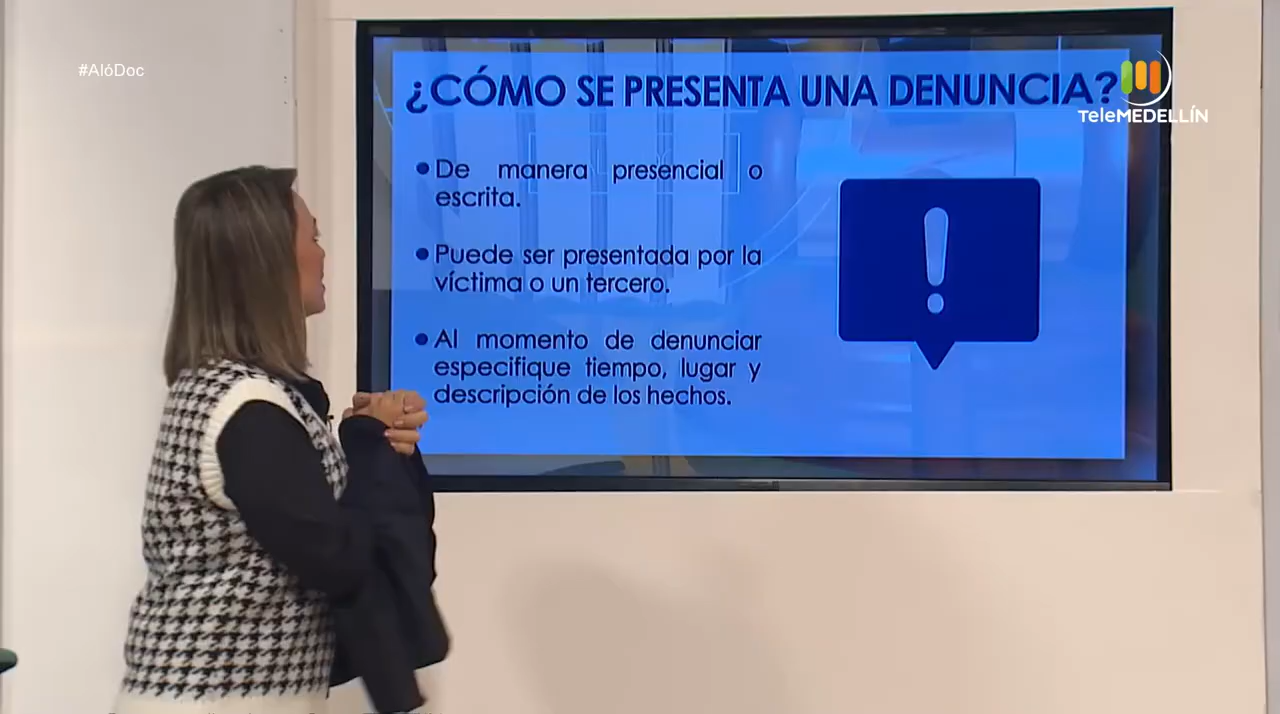 #AlóDoc
¿CÓMO SE PRESENTA UNA DENUNCIA?
TeleMEDELLÍN
•De manera presencial o
escrita.
•Puede ser presentada por la
víctima o un tercero.
•Al momento de denunciar
especifique tiempo, lugar y
descripción de los hechos.